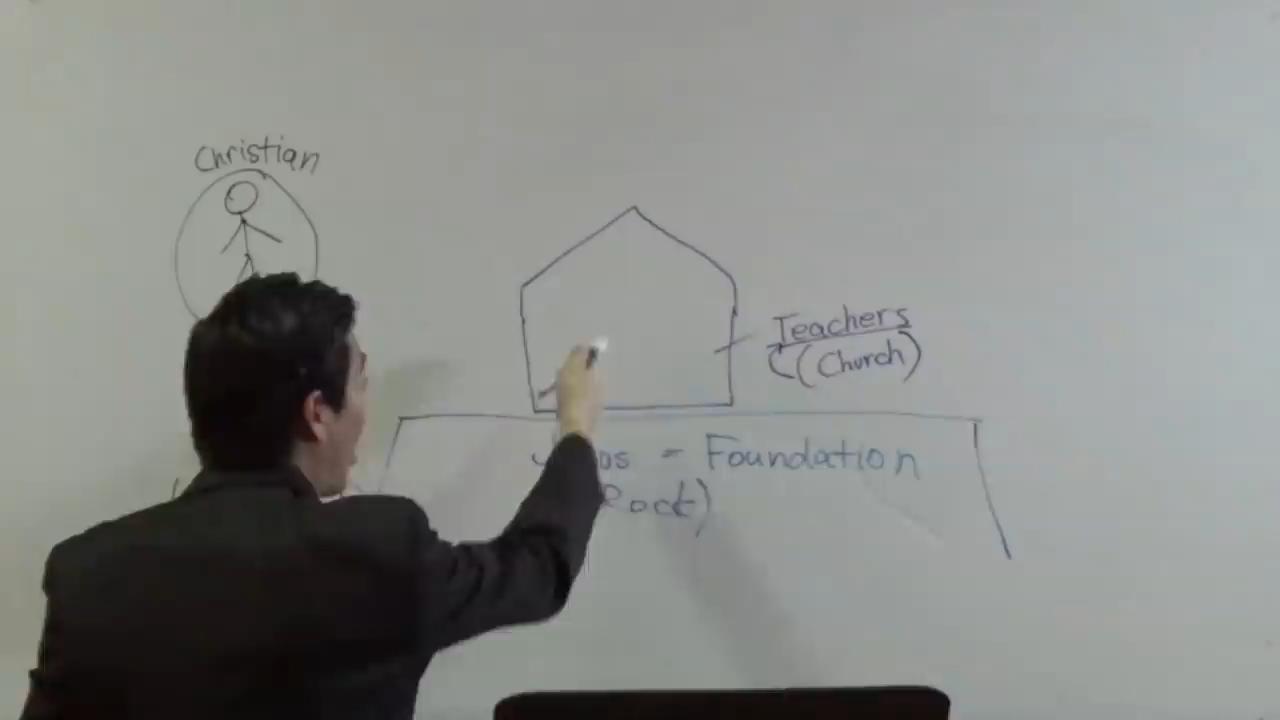 Christian
Teachers
(Church)
= Foundation
Rock)